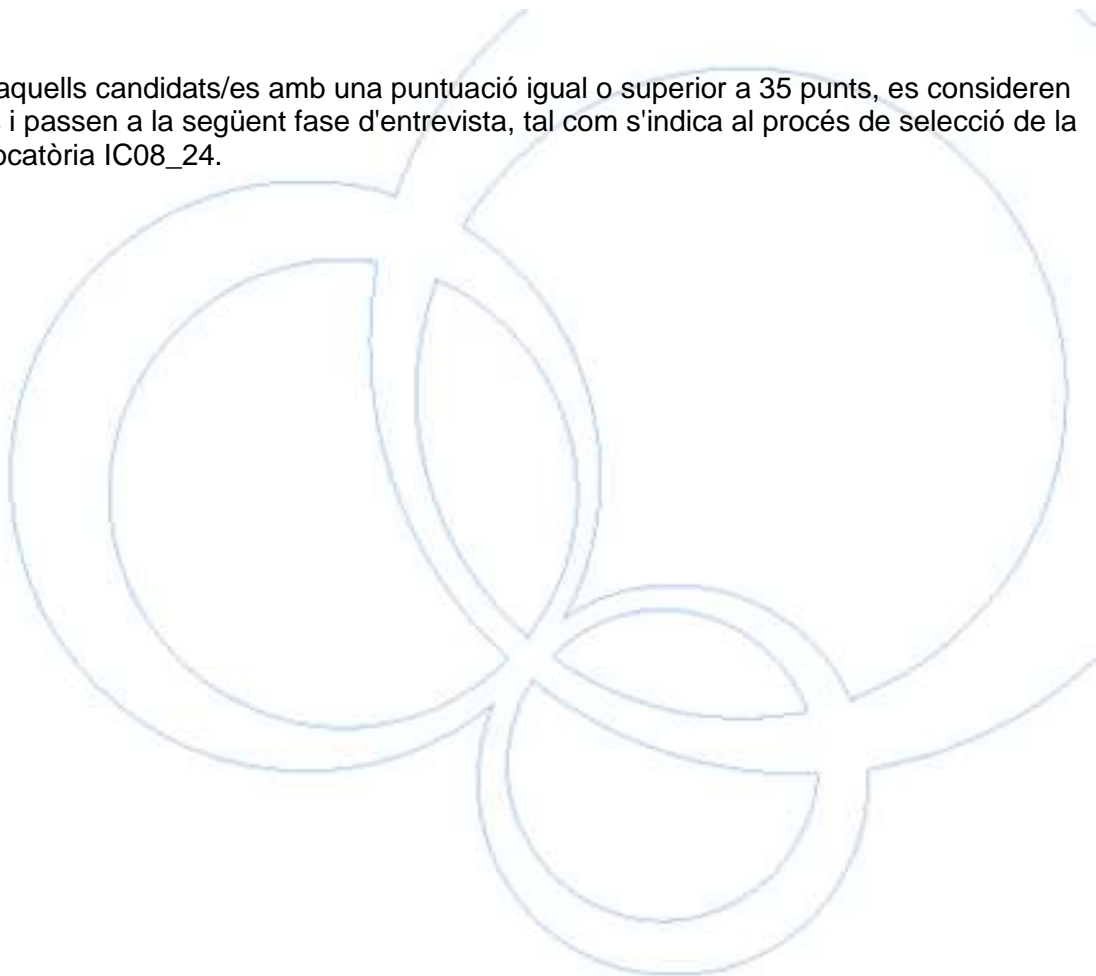 aquells candidats/es amb una puntuació igual o superior a 35 punts, es consideren
i passen a la següent fase d'entrevista, tal com s'indica al procés de selecció de la
ocatòria IC08_24.